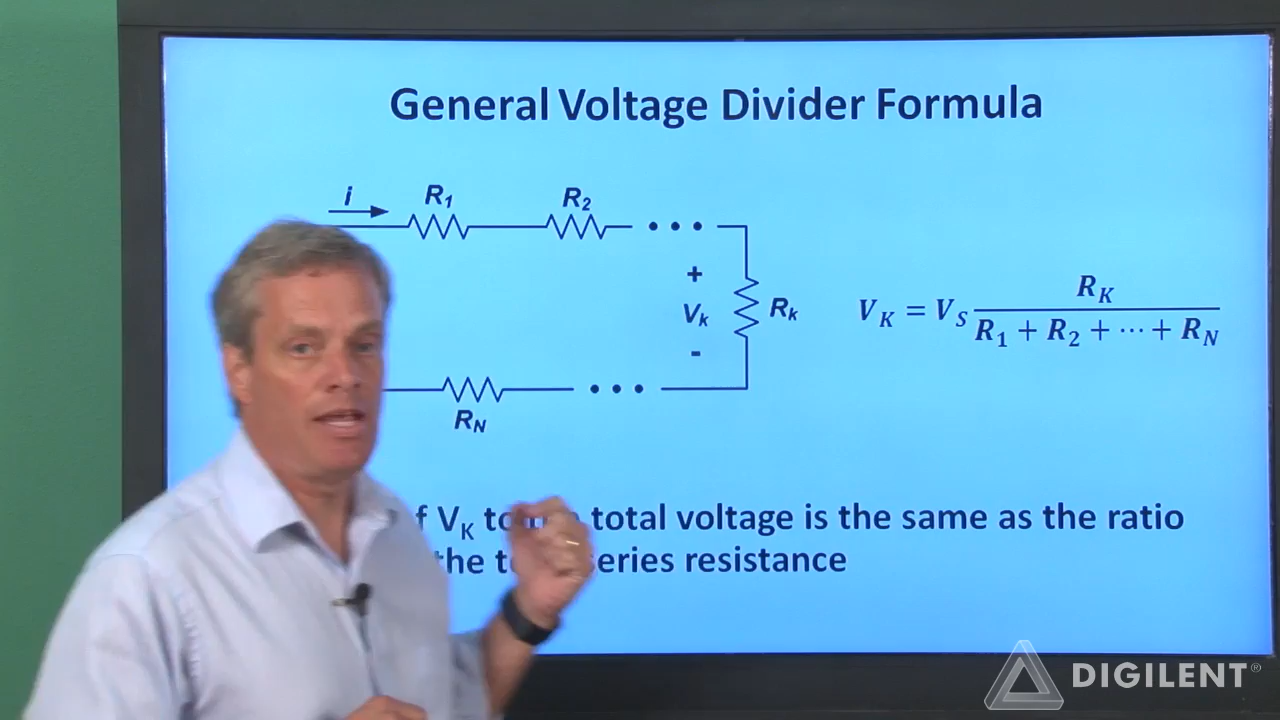 General Voltage Divider Formula
i
R1
R2
+
Vk
-
Rk
RN
VK = VS RK / R1 + R2 + ⋯ + RN
VK total voltage is the same as the ratio
series resistance
DIGILENT®